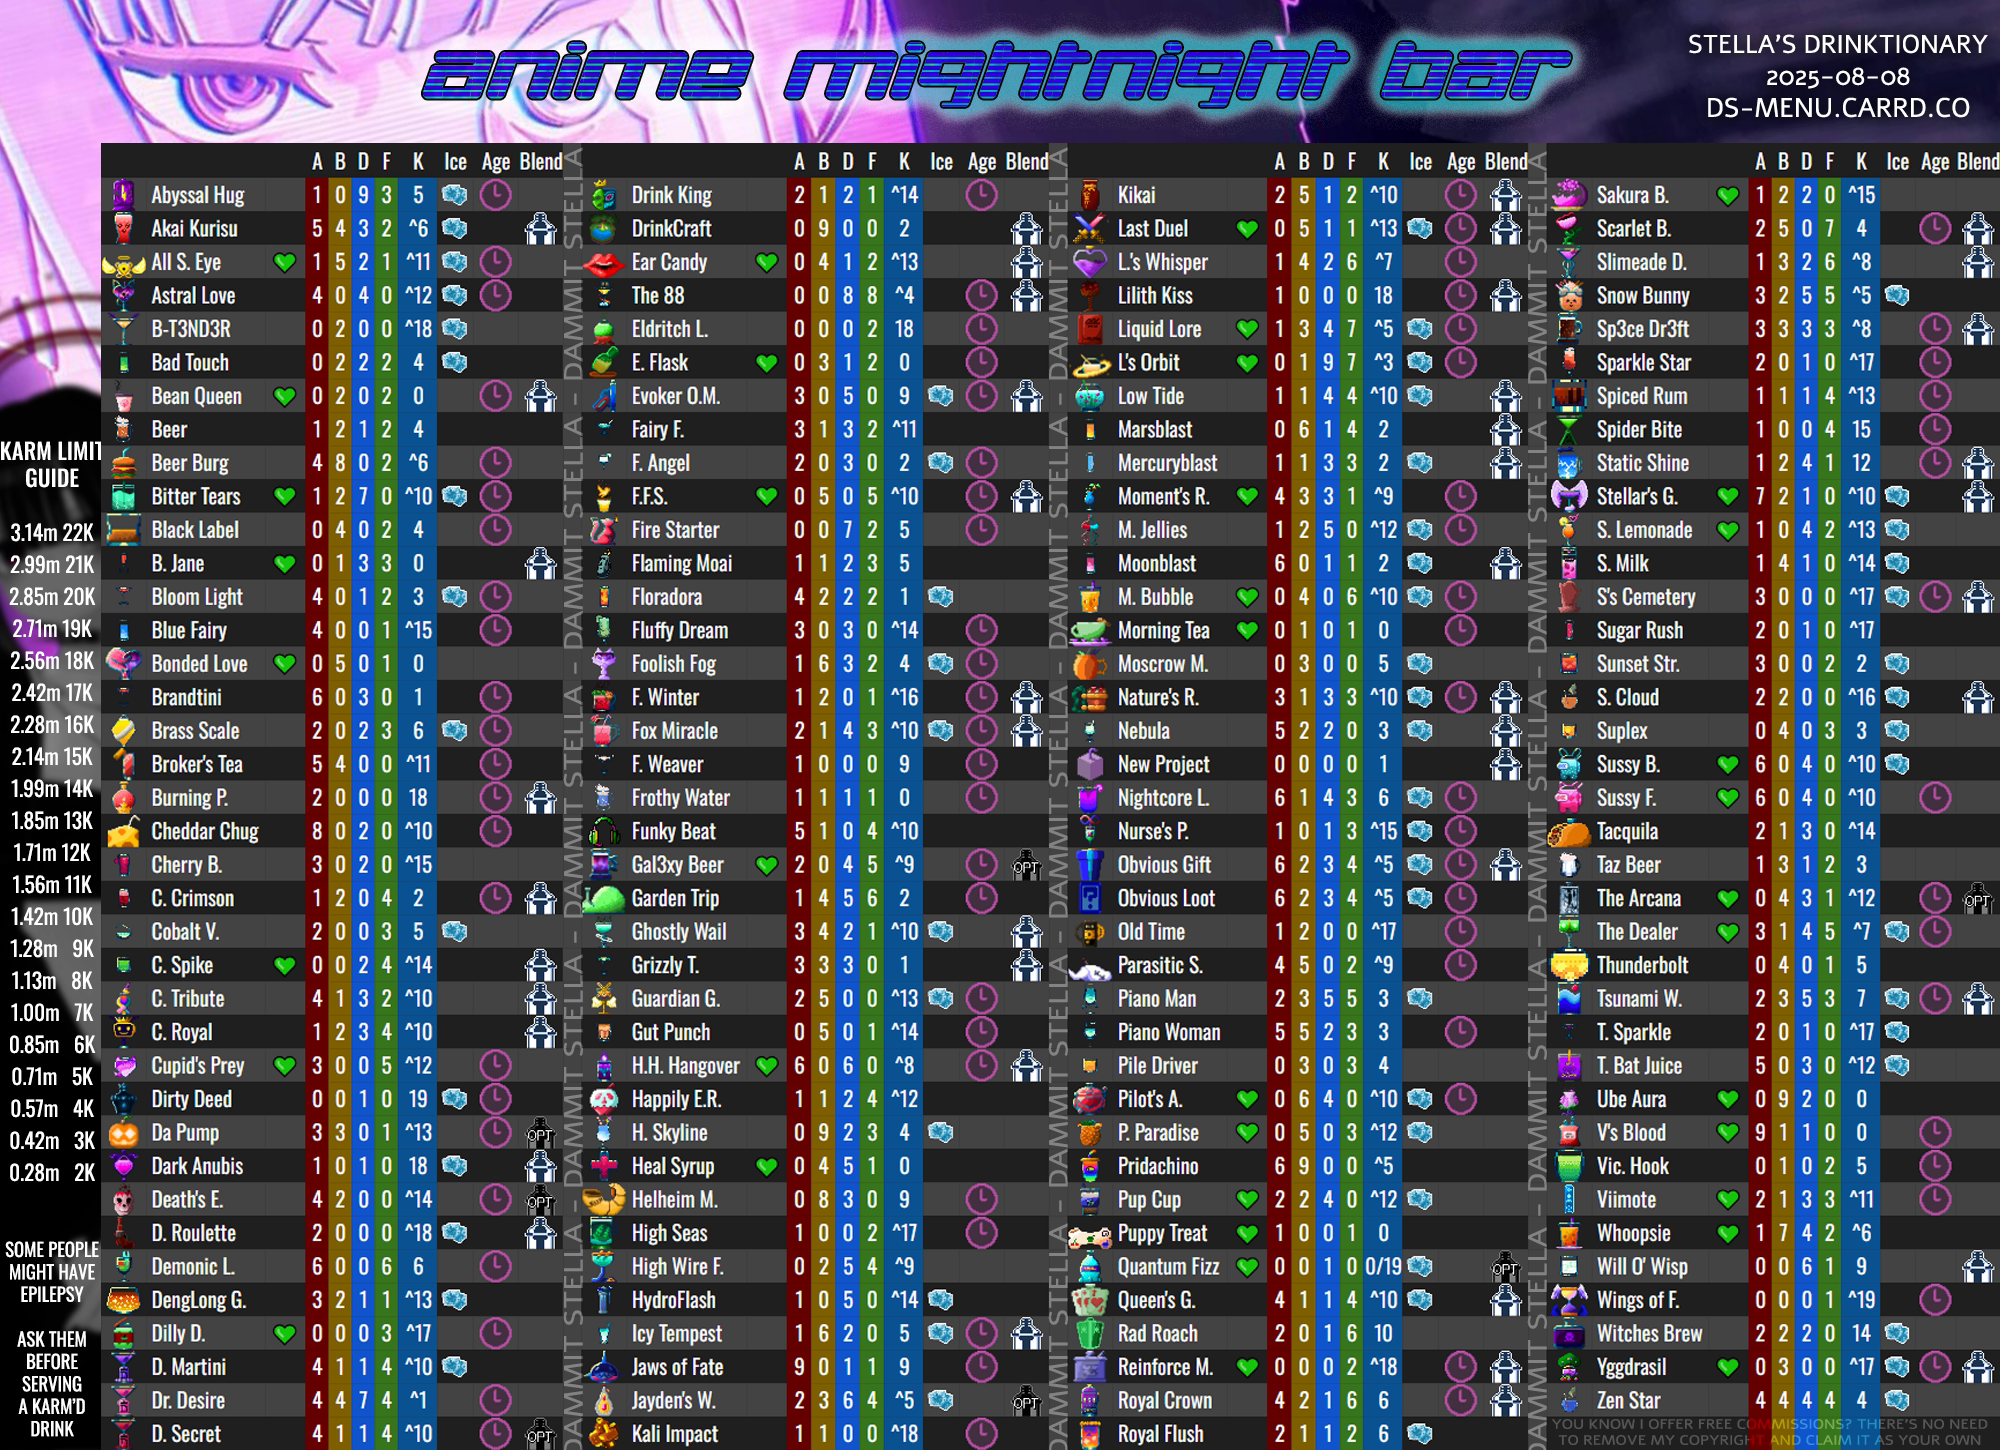 anime mightnight bar
STELLA'S DRINKTIONARY
2025-08-08
DS-MENU.CARRD.CO
A B D F K Ice Age Blend
Abyssal Hug 1 0 9 3 5
Akai Kurisu 5 4 3 2 ^6
All S. Eye 1 5 2 1 ^11
Astral Love 4 0 4 0 ^12
B-T3ND3R 0 2 0 0 ^18
Bad Touch 0 2 2 2 4
Bean Queen 0 2 0 2 0
Beer 1 2 1 2 4
Beer Burg 4 8 0 2 ^6
Bitter Tears 1 2 7 0 ^10
Black Label 0 4 0 2 4
B. Jane 0 1 3 3 0
Bloom Light 4 0 1 2 3
Blue Fairy 4 0 0 1 ^15
Bonded Love 0 5 0 1 0
Brandtini 6 0 3 0 1
Brass Scale 2 0 2 3 6
Broker's Tea 5 4 0 0 ^11
Burning P. 2 0 0 0 18
Cheddar Chug 8 0 2 0 ^10
Cherry B. 3 0 2 0 ^15
C. Crimson 1 2 0 4 2
Cobalt V. 2 0 0 3 5
C. Spike 0 0 2 4 ^14
C. Tribute 4 1 3 2 ^10
C. Royal 1 2 3 4 ^10
Cupid's Prey 3 0 0 5 ^12
Dirty Deed 0 0 1 0 19
Da Pump 3 3 0 1 ^13 OPT
Dark Anubis 1 0 1 0 18
Death's E. 4 2 0 0 ^14 OPT
D. Roulette 2 0 0 0 ^18
Demonic L. 6 0 0 6 6
DengLong G. 3 2 1 1 ^13
Dilly D. 0 0 0 3 ^17
D. Martini 4 1 1 4 ^10
Dr. Desire 4 4 7 4 ^1
D. Secret 4 1 1 4 ^10 OPT
A B D F K Ice Age Blend
Drink King 2 1 2 1 ^14
DrinkCraft 0 9 0 0 2
Ear Candy 0 4 1 2 ^13
The 88 0 0 8 8 ^4
Eldritch L. 0 0 0 2 18
E. Flask 0 3 1 2 0
Evoker O.M. 3 0 5 0 9
Fairy F. 3 1 3 2 ^11
F. Angel 2 0 3 0 2
F.F.S. 0 5 0 5 ^10
Fire Starter 0 0 7 2 5
Flaming Moai 1 1 2 3 5
Floradora 4 2 2 2 1
Fluffy Dream 3 0 3 0 ^14
Foolish Fog 1 6 3 2 4
F. Winter 1 2 0 1 ^16
Fox Miracle 2 1 4 3 ^10
F. Weaver 1 0 0 0 9
Frothy Water 1 1 1 1 0
Funky Beat 5 1 0 4 ^10
Gal3xy Beer 2 0 4 5 ^9 OPT
Garden Trip 1 4 5 6 2
Ghostly Wail 3 4 2 1 ^10
Grizzly T. 3 3 3 0 1
Guardian G. 2 5 0 0 ^13
Gut Punch 0 5 0 1 ^14
H.H. Hangover 6 0 6 0 ^8
Happily E.R. 1 1 2 4 ^12
H. Skyline 0 9 2 3 4
Heal Syrup 0 4 5 1 0
Helheim M. 0 8 3 0 9
High Seas 1 0 0 2 ^17
High Wire F. 0 2 5 4 ^9
HydroFlash 1 0 5 0 ^14
Icy Tempest 1 6 2 0 5
Jaws of Fate 9 0 1 1 9
Jayden's W. 2 3 6 4 ^5 OPT
Kali Impact 1 1 0 0 ^18
A B D F K Ice Age Blend
Kikai 2 5 1 2 ^10
Last Duel 0 5 1 1 ^13
L.'s Whisper 1 4 2 6 ^7
Lilith Kiss 1 0 0 0 18
Liquid Lore 1 3 4 7 ^5
L's Orbit 0 1 9 7 ^3
Low Tide 1 1 4 4 ^10
Marsblast 0 6 1 4 2
Mercuryblast 1 1 3 3 2
Moment's R. 4 3 3 1 ^9
M. Jellies 1 2 5 0 ^12
Moonblast 6 0 1 1 2
M. Bubble 0 4 0 6 ^10
Morning Tea 0 1 0 1 0
Moscrow M. 0 3 0 0 5
Nature's R. 3 1 3 3 ^10
Nebula 5 2 2 0 3
New Project 0 0 0 0 1
Nightcore L. 6 1 4 3 6
Nurse's P. 1 0 1 3 ^15
Obvious Gift 6 2 3 4 ^5
Obvious Loot 6 2 3 4 ^5
Old Time 1 2 0 0 ^17
Parasitic S. 4 5 0 2 ^9
Piano Man 2 3 5 5 3
Piano Woman 5 5 2 3 3
Pile Driver 0 3 0 3 4
Pilot's A. 0 6 4 0 ^10
P. Paradise 0 5 0 3 ^12
Pridachino 6 9 0 0 ^5
Pup Cup 2 2 4 0 ^12
Puppy Treat 1 0 0 1 0
Quantum Fizz 0 0 1 0 0/19 OPT
Queen's G. 4 1 1 4 ^10
Rad Roach 2 0 1 6 10
Reinforce M. 0 0 0 2 ^18
Royal Crown 4 2 1 6 6
Royal Flush 2 1 1 2 6
A B D F K Ice Age Blend
Sakura B. 1 2 2 0 ^15
Scarlet B. 2 5 0 7 4
Slimeade D. 1 3 2 6 ^8
Snow Bunny 3 2 5 5 ^5
Sp3ce Dr3ft 3 3 3 3 ^8
Sparkle Star 2 0 1 0 ^17
Spiced Rum 1 1 1 4 ^13
Spider Bite 1 0 0 4 15
Static Shine 1 2 4 1 12
Stellar's G. 7 2 1 0 ^10
S. Lemonade 1 0 4 2 ^13
S. Milk 1 4 1 0 ^14
S's Cemetery 3 0 0 0 ^17
Sugar Rush 2 0 1 0 ^17
Sunset Str. 3 0 0 2 2
S. Cloud 2 2 0 0 ^16
Suplex 0 4 0 3 3
Sussy B. 6 0 4 0 ^10
Sussy F. 6 0 4 0 ^10
Tacquila 2 1 3 0 ^14
Taz Beer 1 3 1 2 3
The Arcana 0 4 3 1 ^12 OPT
The Dealer 3 1 4 5 ^7
Thunderbolt 0 4 0 1 5
Tsunami W. 2 3 5 3 7
T. Sparkle 2 0 1 0 ^17
T. Bat Juice 5 0 3 0 ^12
Ube Aura 0 9 2 0 0
V's Blood 9 1 1 0 0
Vic. Hook 0 1 0 2 5
Viimote 2 1 3 3 ^11
Whoopsie 1 7 4 2 ^6
Will O' Wisp 0 0 6 1 9
Wings of F. 0 0 0 1 ^19
Witches Brew 2 2 2 0 14
Yggdrasil 0 3 0 0 ^17
Zen Star 4 4 4 4 4
KARM LIMIT
GUIDE
3.14m 22K
2.99m 21K
2.85m 20K
2.71m 19K
2.56m 18K
2.42m 17K
2.28m 16K
2.14m 15K
1.99m 14K
1.85m 13K
1.71m 12K
1.56m 11K
1.42m 10K
1.28m 9K
1.13m 8K
1.00m 7K
0.85m 6K
0.71m 5K
0.57m 4K
0.42m 3K
0.28m 2K
SOME PEOPLE
MIGHT HAVE
EPILEPSY
ASK THEM
BEFORE
SERVING
A KARM'D
DRINK
DAMMIT STELLA - DAMMIT STELLA - DAMMIT STELLA - DAMMIT STELLA
DAMMIT STELLA - DAMMIT STELLA - DAMMIT STELLA - DAMMIT STELLA
DAMMIT STELLA - DAMMIT STELLA - DAMMIT STELLA - DAMMIT STELLA
YOU KNOW I OFFER FREE COMMISSIONS? THERE'S NO NEED
TO REMOVE MY COPYRIGHT AND CLAIM IT AS YOUR OWN